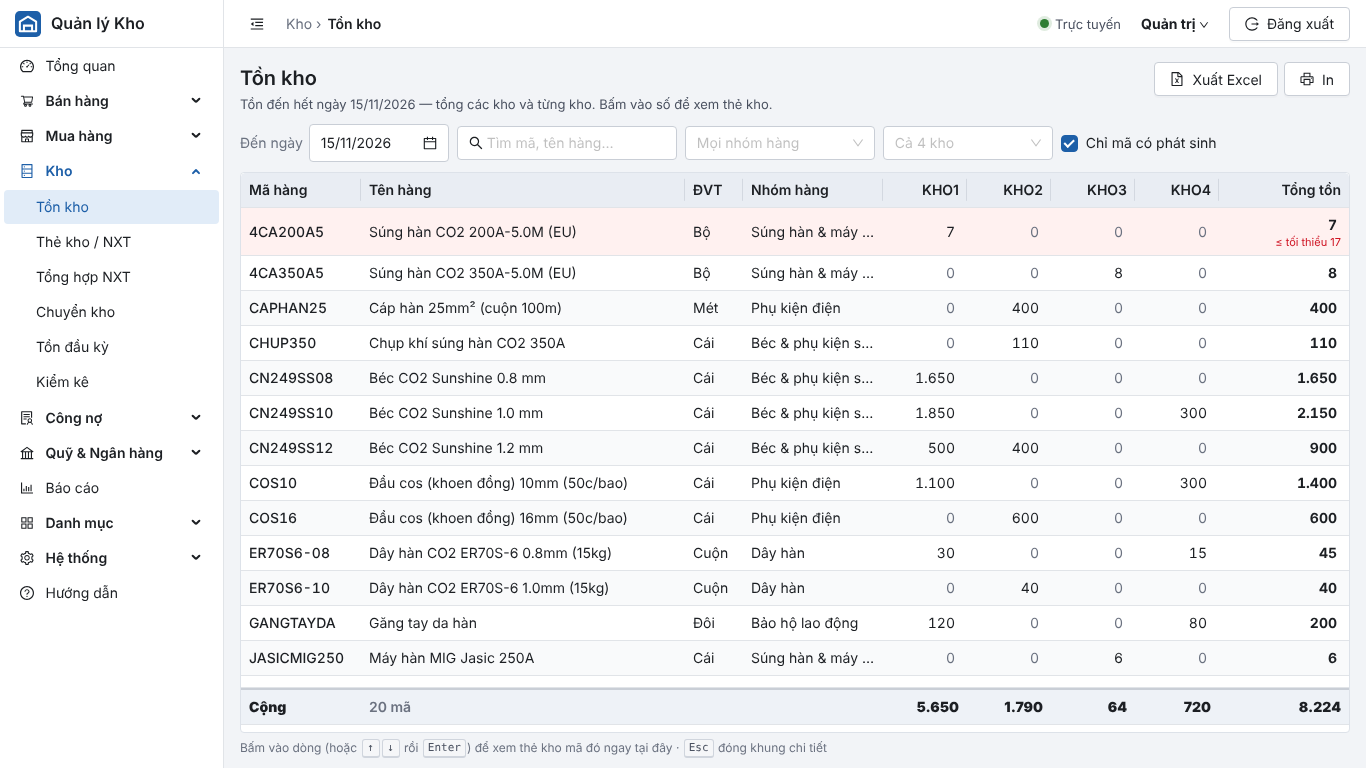 Quản lý Kho
Kho › Tồn kho
Trực tuyến
Quản trị
Đăng xuất
Tổng quan
Bán hàng
Mua hàng
Kho
Tồn kho
Thẻ kho / NXT
Tổng hợp NXT
Chuyển kho
Tồn đầu kỳ
Kiểm kê
Công nợ
Quỹ & Ngân hàng
Báo cáo
Danh mục
Hệ thống
Hướng dẫn
Tồn kho
Xuất Excel
In
Tồn đến hết ngày 15/11/2026 — tổng các kho và từng kho. Bấm vào số để xem thẻ kho.
Đến ngày 15/11/2026 Tìm mã, tên hàng... Mọi nhóm hàng Cả 4 kho Chỉ mã có phát sinh
Mã hàng Tên hàng ĐVT Nhóm hàng KHO1 KHO2 KHO3 KHO4 Tổng tồn
4CA200A5 Súng hàn CO2 200A-5.0M (EU) Bộ Súng hàn & máy ... 7 0 0 0 7
≤ tối thiểu 17
4CA350A5 Súng hàn CO2 350A-5.0M (EU) Bộ Súng hàn & máy ... 0 0 8 0 8
CAPHAN25 Cáp hàn 25mm² (cuộn 100m) Mét Phụ kiện điện 0 400 0 0 400
CHUP350 Chụp khí súng hàn CO2 350A Cái Béc & phụ kiện s... 0 110 0 0 110
CN249SS08 Béc CO2 Sunshine 0.8 mm Cái Béc & phụ kiện s... 1.650 0 0 0 1.650
CN249SS10 Béc CO2 Sunshine 1.0 mm Cái Béc & phụ kiện s... 1.850 0 0 300 2.150
CN249SS12 Béc CO2 Sunshine 1.2 mm Cái Béc & phụ kiện s... 500 400 0 0 900
COS10 Đầu cos (khoen đồng) 10mm (50c/bao) Cái Phụ kiện điện 1.100 0 0 300 1.400
COS16 Đầu cos (khoen đồng) 16mm (50c/bao) Cái Phụ kiện điện 0 600 0 0 600
ER70S6-08 Dây hàn CO2 ER70S-6 0.8mm (15kg) Cuộn Dây hàn 30 0 0 15 45
ER70S6-10 Dây hàn CO2 ER70S-6 1.0mm (15kg) Cuộn Dây hàn 0 40 0 0 40
GANGTAYDA Găng tay da hàn Đôi Bảo hộ lao động 120 0 0 80 200
JASICMIG250 Máy hàn MIG Jasic 250A Cái Súng hàn & máy ... 0 0 6 0 6
Cộng 20 mã 5.650 1.790 64 720 8.224
Bấm vào dòng (hoặc ↑ ↓ rồi Enter ) để xem thẻ kho mã đó ngay tại đây · Esc đóng khung chi tiết